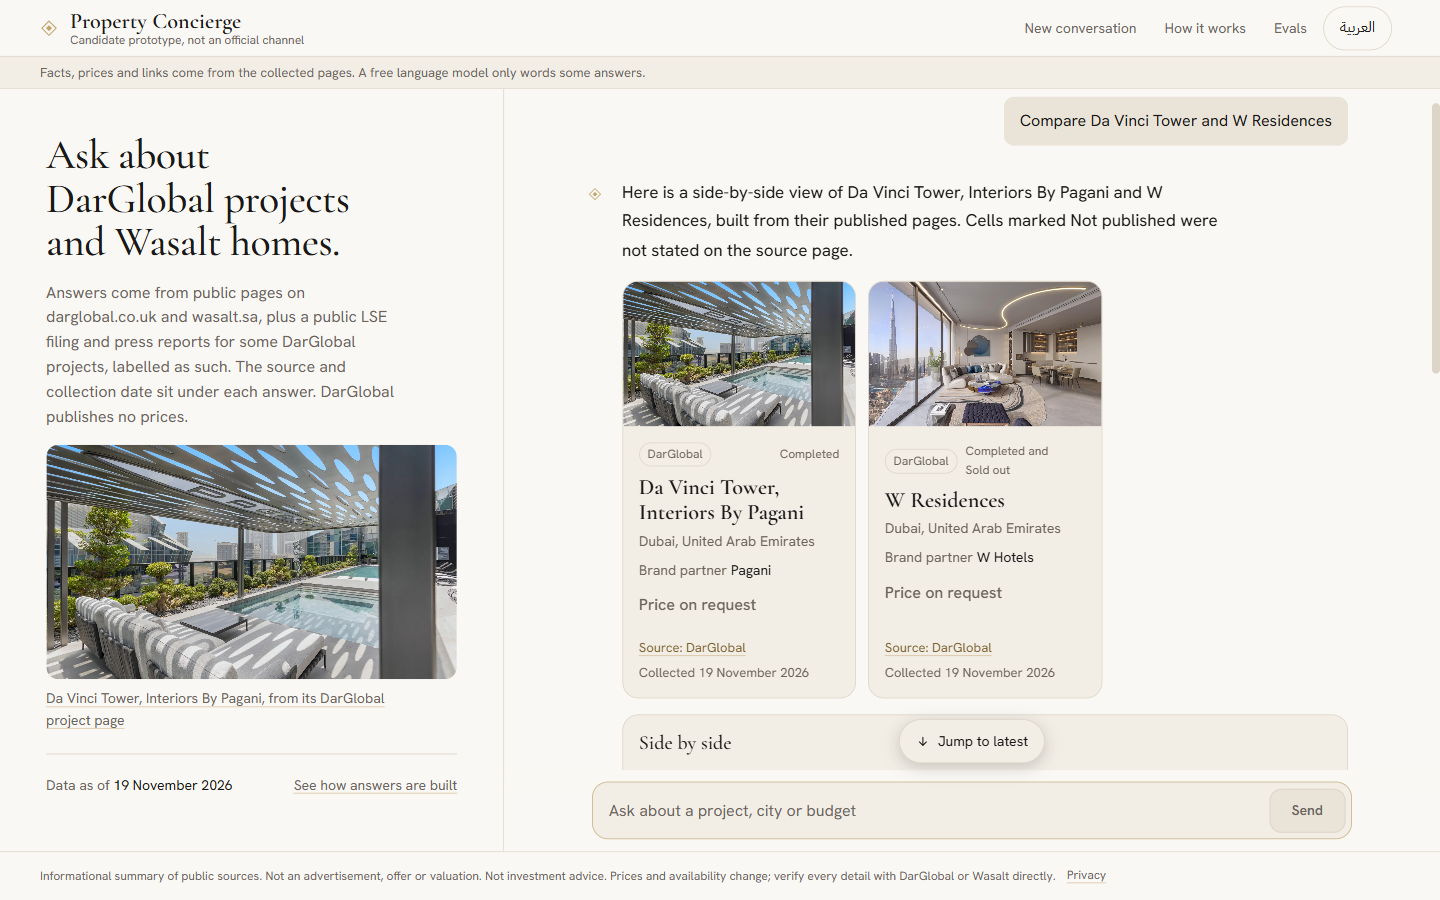 Property Concierge
Candidate prototype, not an official channel
New conversation
How it works
Evals
العربية
Facts, prices and links come from the collected pages. A free language model only words some answers.
Ask about
DarGlobal projects
and Wasalt homes.
Answers come from public pages on
darglobal.co.uk and wasalt.sa, plus a public LSE
filing and press reports for some DarGlobal
projects, labelled as such. The source and
collection date sit under each answer. DarGlobal
publishes no prices.
Da Vinci Tower, Interiors By Pagani, from its DarGlobal
project page
Data as of 19 November 2026
See how answers are built
Compare Da Vinci Tower and W Residences
Here is a side-by-side view of Da Vinci Tower, Interiors By Pagani and W
Residences, built from their published pages. Cells marked Not published were
not stated on the source page.
DarGlobal
Completed
Da Vinci Tower,
Interiors By Pagani
Dubai, United Arab Emirates
Brand partner Pagani
Price on request
Source: DarGlobal
Collected 19 November 2026
DarGlobal
Completed and
Sold out
W Residences
Dubai, United Arab Emirates
Brand partner W Hotels
Price on request
Source: DarGlobal
Collected 19 November 2026
Side by side
↓ Jump to latest
Ask about a project, city or budget
Send
Informational summary of public sources. Not an advertisement, offer or valuation. Not investment advice. Prices and availability change; verify every detail with DarGlobal or Wasalt directly.
Privacy